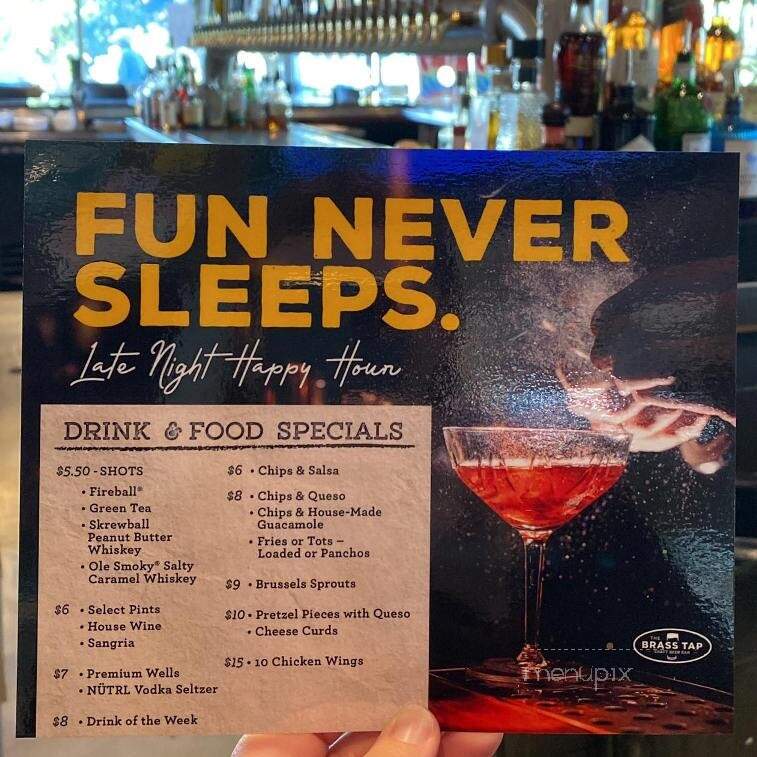 FUN NEVER
SLEEPS.
Late Night Happy Hour
DRINK & FOOD SPECIALS
$5.50 - SHOTS
• Fireball®
• Green Tea
• Skrewball
Peanut Butter
Whiskey
• Ole Smoky® Salty
Caramel Whiskey
$6 • Select Pints
• House Wine
• Sangria
$7 • Premium Wells
• NÜTRL Vodka Seltzer
$8 • Drink of the Week
$6 • Chips & Salsa
$8 • Chips & Queso
• Chips & House-Made
Guacamole
• Fries or Tots –
Loaded or Panchos
$9 • Brussels Sprouts
$10 • Pretzel Pieces with Queso
• Cheese Curds
$15 • 10 Chicken Wings
THE
BRASS TAP
CRAFT BEER BAR
menupix